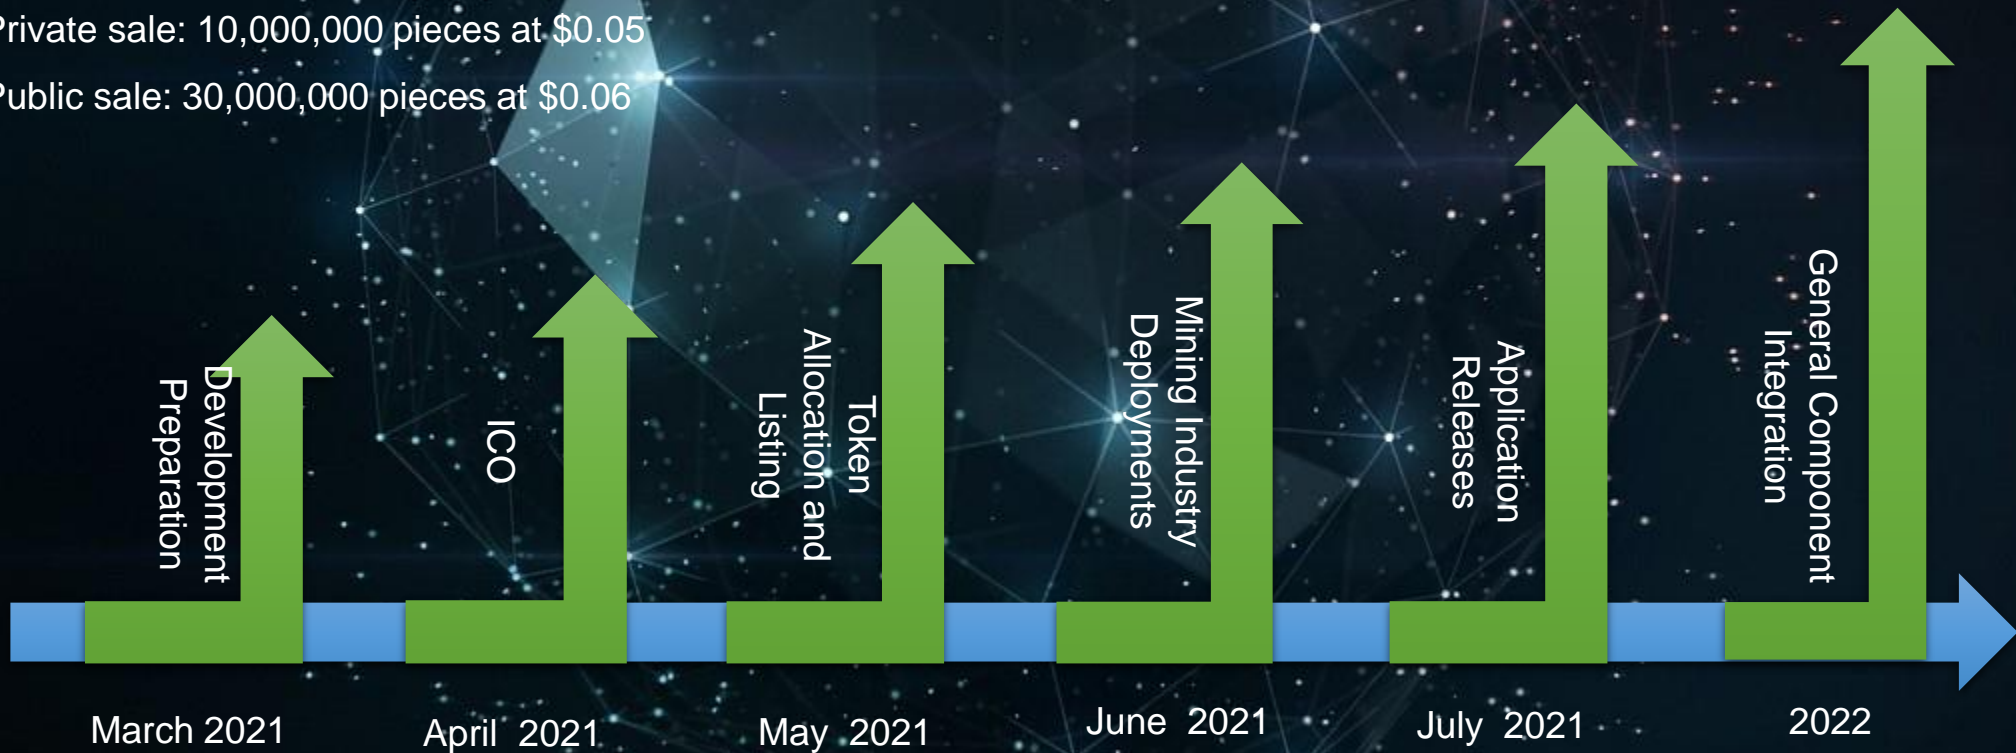 Private sale: 10,000,000 pieces at $0.05
Public sale: 30,000,000 pieces at $0.06
Development
Preparation
ICO
Token
Allocation and
Listing
Mining Industry
Deployments
Application
Releases
General Component
Integration
March 2021
April 2021
May 2021
June 2021
July 2021
2022